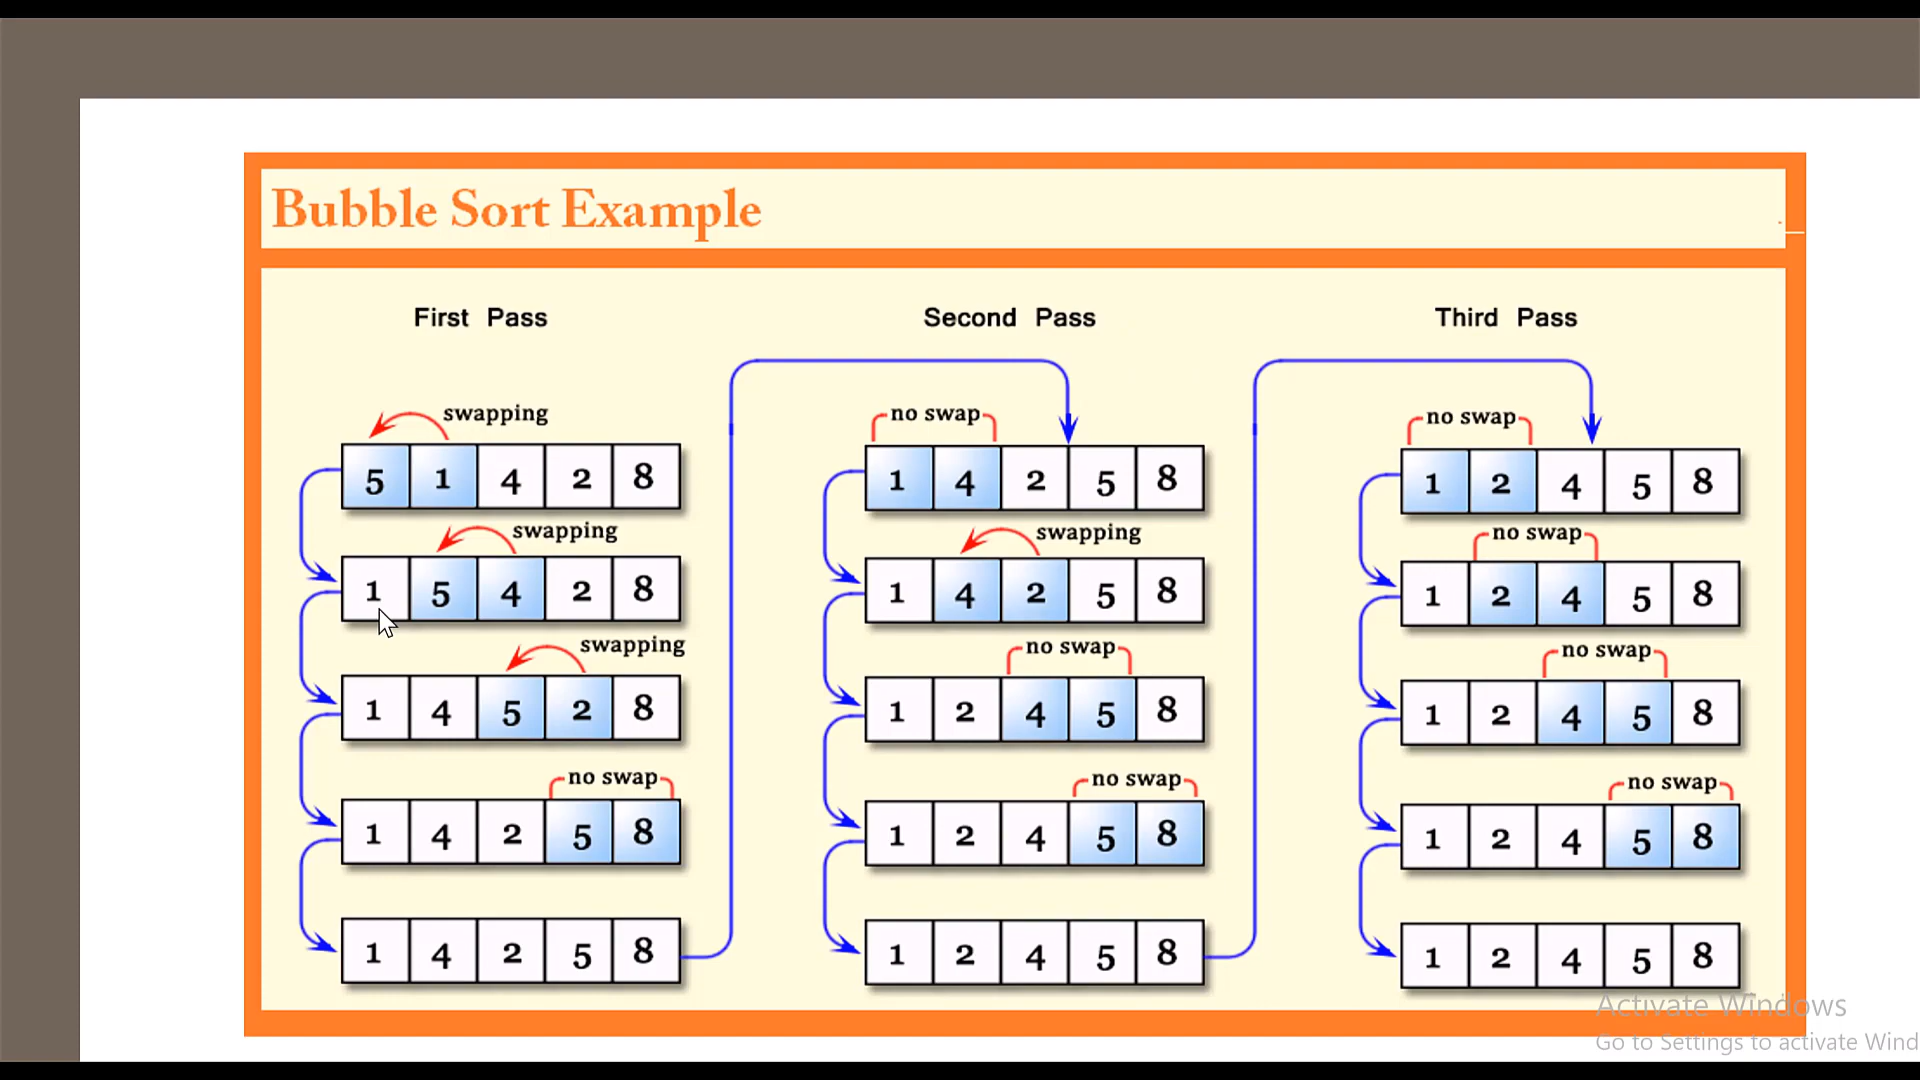 Bubble Sort Example
First Pass
swapping
5 1 4 2 8
swapping
1 5 4 2 8
swapping
1 4 5 2 8
no swap
1 4 2 5 8
1 4 2 5 8
Second Pass
no swap
1 4 2 5 8
swapping
1 4 2 5 8
no swap
1 2 4 5 8
no swap
1 2 4 5 8
1 2 4 5 8
Third Pass
no swap
1 2 4 5 8
no swap
1 2 4 5 8
no swap
1 2 4 5 8
no swap
1 2 4 5 8
1 2 4 5 8
Activate Windows
Go to Settings to activate Wind